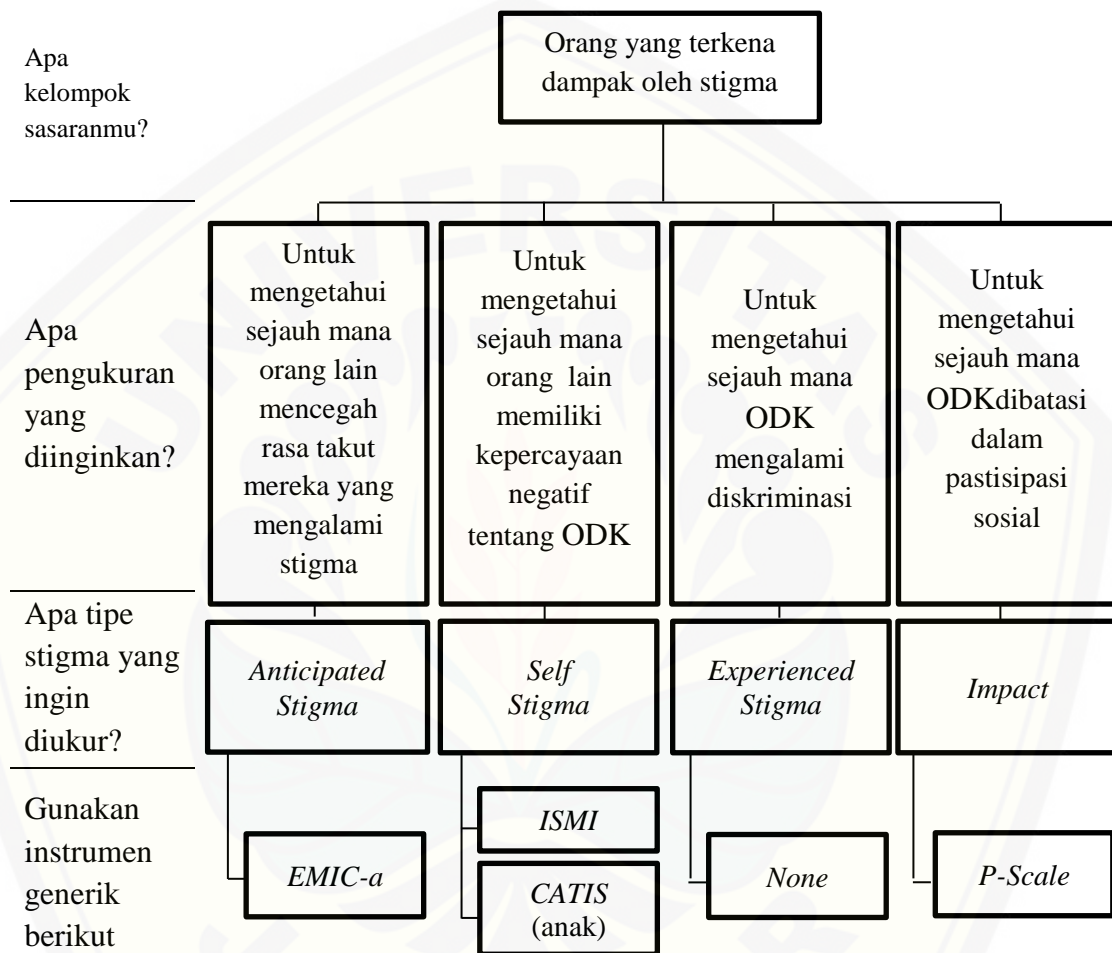 Apa
kelompok
sasaranmu?
Orang yang terkena
dampak oleh stigma
Apa
pengukuran
yang
diinginkan?
Untuk
mengetahui
sejauh mana
orang lain
mencegah
rasa takut
mereka yang
mengalami
stigma
Untuk
mengetahui
sejauh mana
orang lain
memiliki
kepercayaan
negatif
tentang ODK
Untuk
mengetahui
sejauh mana
ODK
mengalami
diskriminasi
Untuk
mengetahui
sejauh mana
ODKdibatasi
dalam
pastisipasi
sosial
Apa tipe
stigma yang
ingin
diukur?
Anticipated
Stigma
Self
Stigma
Experienced
Stigma
Impact
Gunakan
instrumen
generik
berikut
EMIC-a
ISMI
CATIS
(anak)
None
P-Scale
UNIVERSITAS